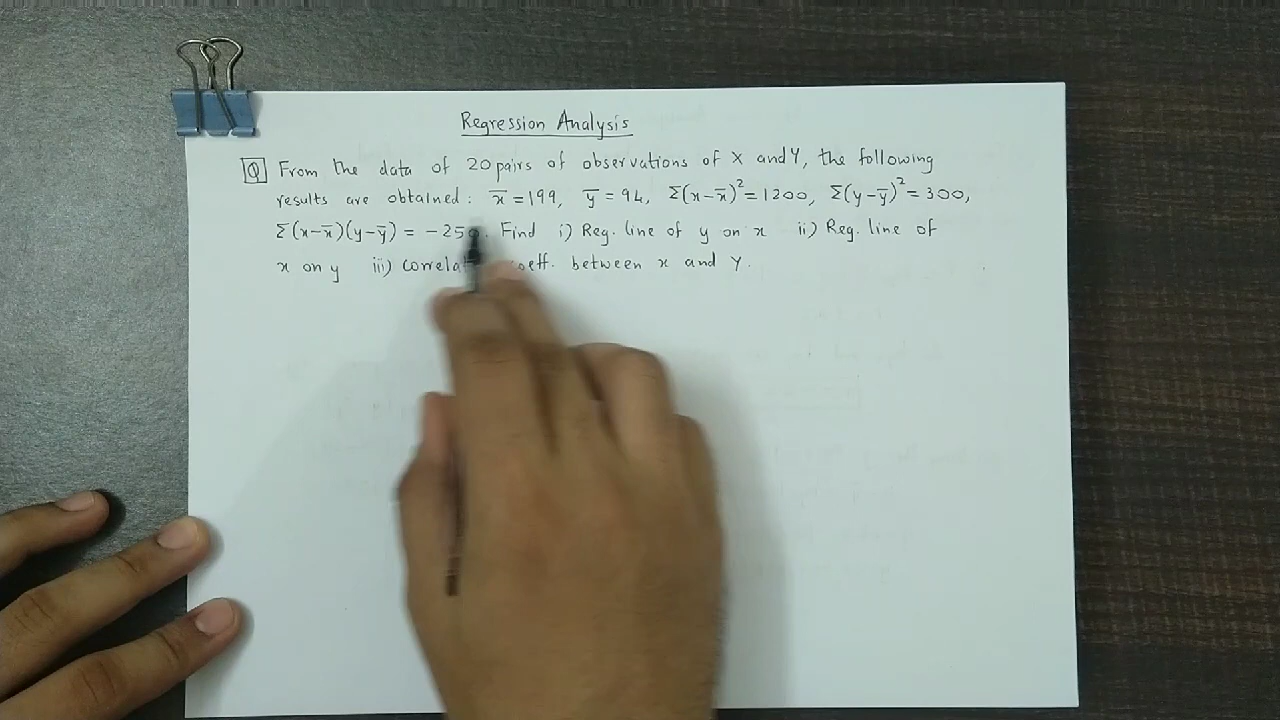 Regression Analysis
Q From the data of 20 pairs of observations of X and Y, the following
results are obtained: x̅ = 199, y̅ = 94, Σ(x-x̅)² = 1200, Σ(y-y̅)² = 300,
Σ(x-x̅)(y-y̅) = -250. Find i) Reg. line of y on x ii) Reg. line of
x on y iii) coeff. between x and Y.